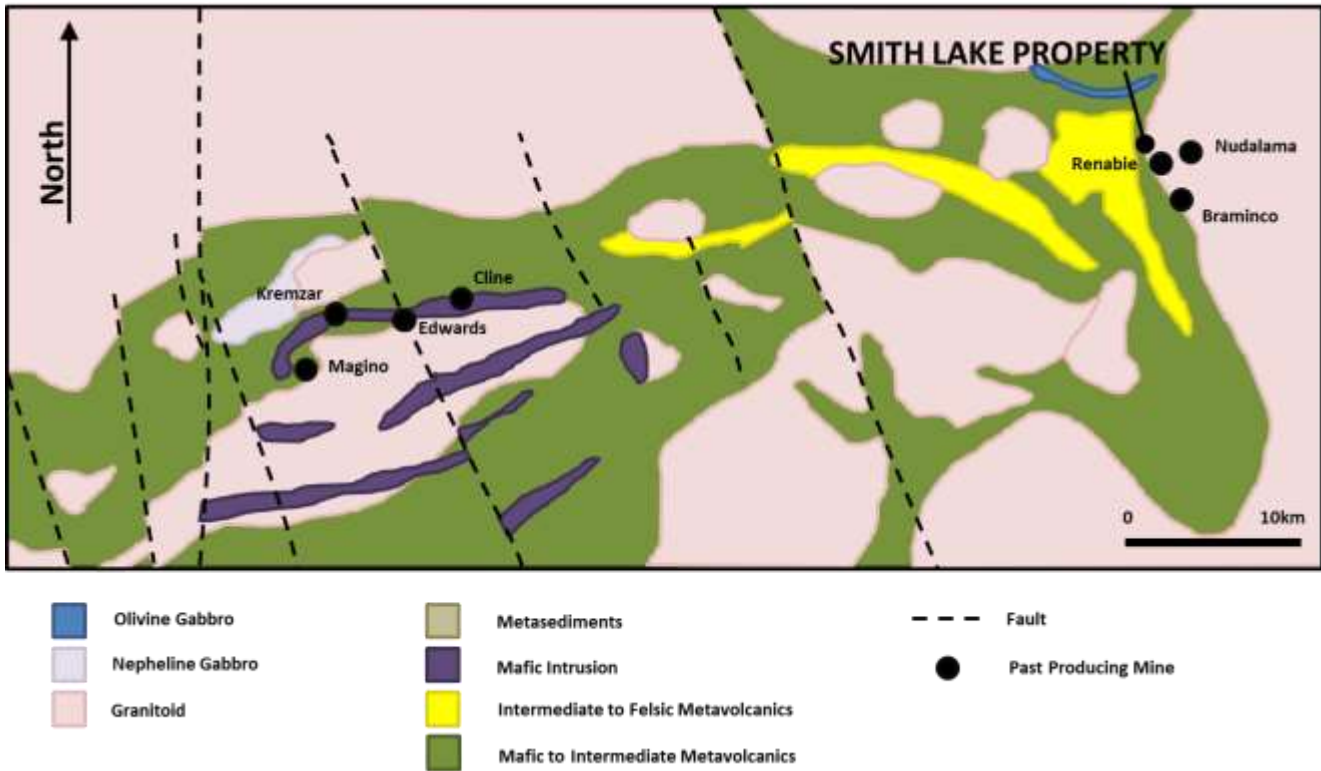 North
SMITH LAKE PROPERTY
Nudalama
Renabie
Braminco
Cline
Kremzar
Edwards
Magino
0 10km
Olivine Gabbro
Nepheline Gabbro
Granitoid
Metasediments
Mafic Intrusion
Intermediate to Felsic Metavolcanics
Mafic to Intermediate Metavolcanics
Fault
Past Producing Mine